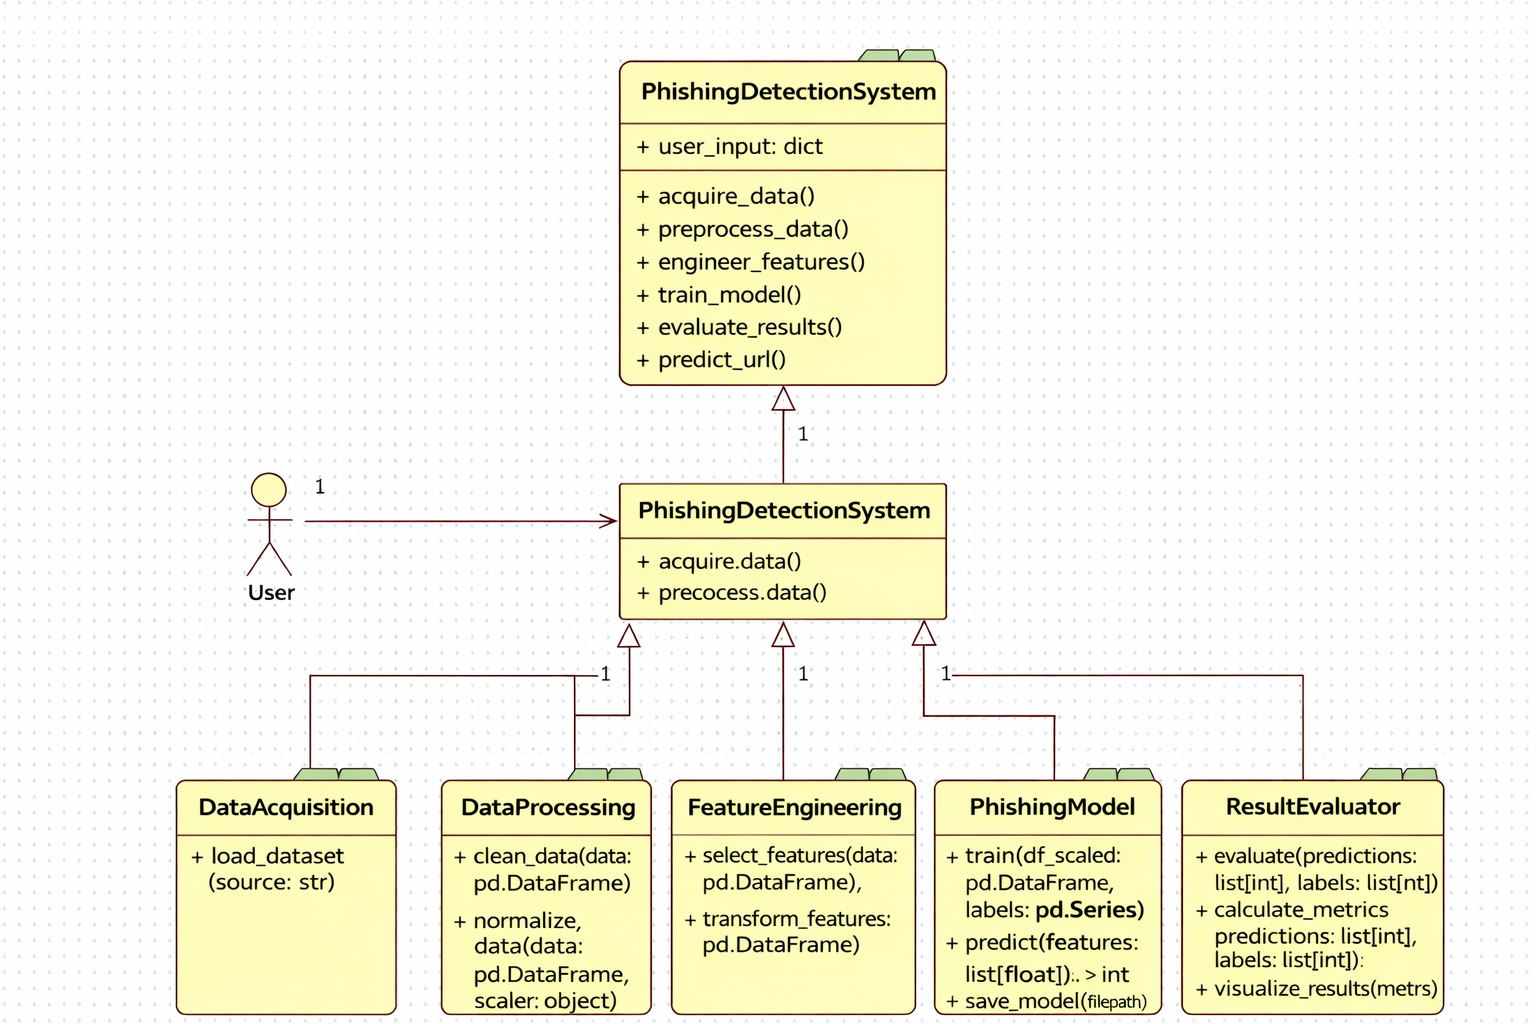 PhishingDetectionSystem
+ user_input: dict
+ acquire_data()
+ preprocess_data()
+ engineer_features()
+ train_model()
+ evaluate_results()
+ predict_url()
1
1
User
PhishingDetectionSystem
+ acquire.data()
+ precocess.data()
1
1
1
DataAcquisition
+ load_dataset
(source: str)
DataProcessing
+ clean_data(data:
pd.DataFrame)
+ normalize,
data(data:
pd.DataFrame,
scaler: object)
FeatureEngineering
+ select_features(data:
pd.DataFrame),
+ transform_features:
pd.DataFrame)
PhishingModel
+ train(df_scaled:
pd.DataFrame,
labels: pd.Series)
+ predict(features:
list[float]).. > int
+ save_model(filepath)
ResultEvaluator
+ evaluate(predictions:
list[int], labels: list[nt])
+ calculate_metrics
predictions: list[int],
labels: list[int]):
+ visualize_results(metrs)